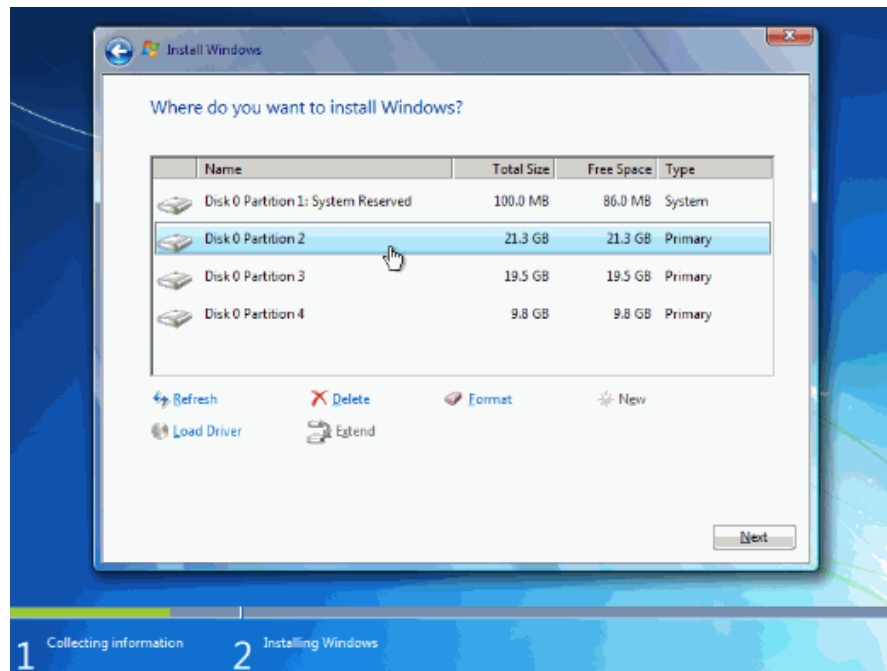 Install Windows
Where do you want to install Windows?
Name Total Size Free Space Type
Disk 0 Partition 1: System Reserved 100.0 MB 86.0 MB System
Disk 0 Partition 2 21.3 GB 21.3 GB Primary
Disk 0 Partition 3 19.5 GB 19.5 GB Primary
Disk 0 Partition 4 9.8 GB 9.8 GB Primary
Refresh Delete Format New
Load Driver Extend
Next
1 Collecting information 2 Installing Windows